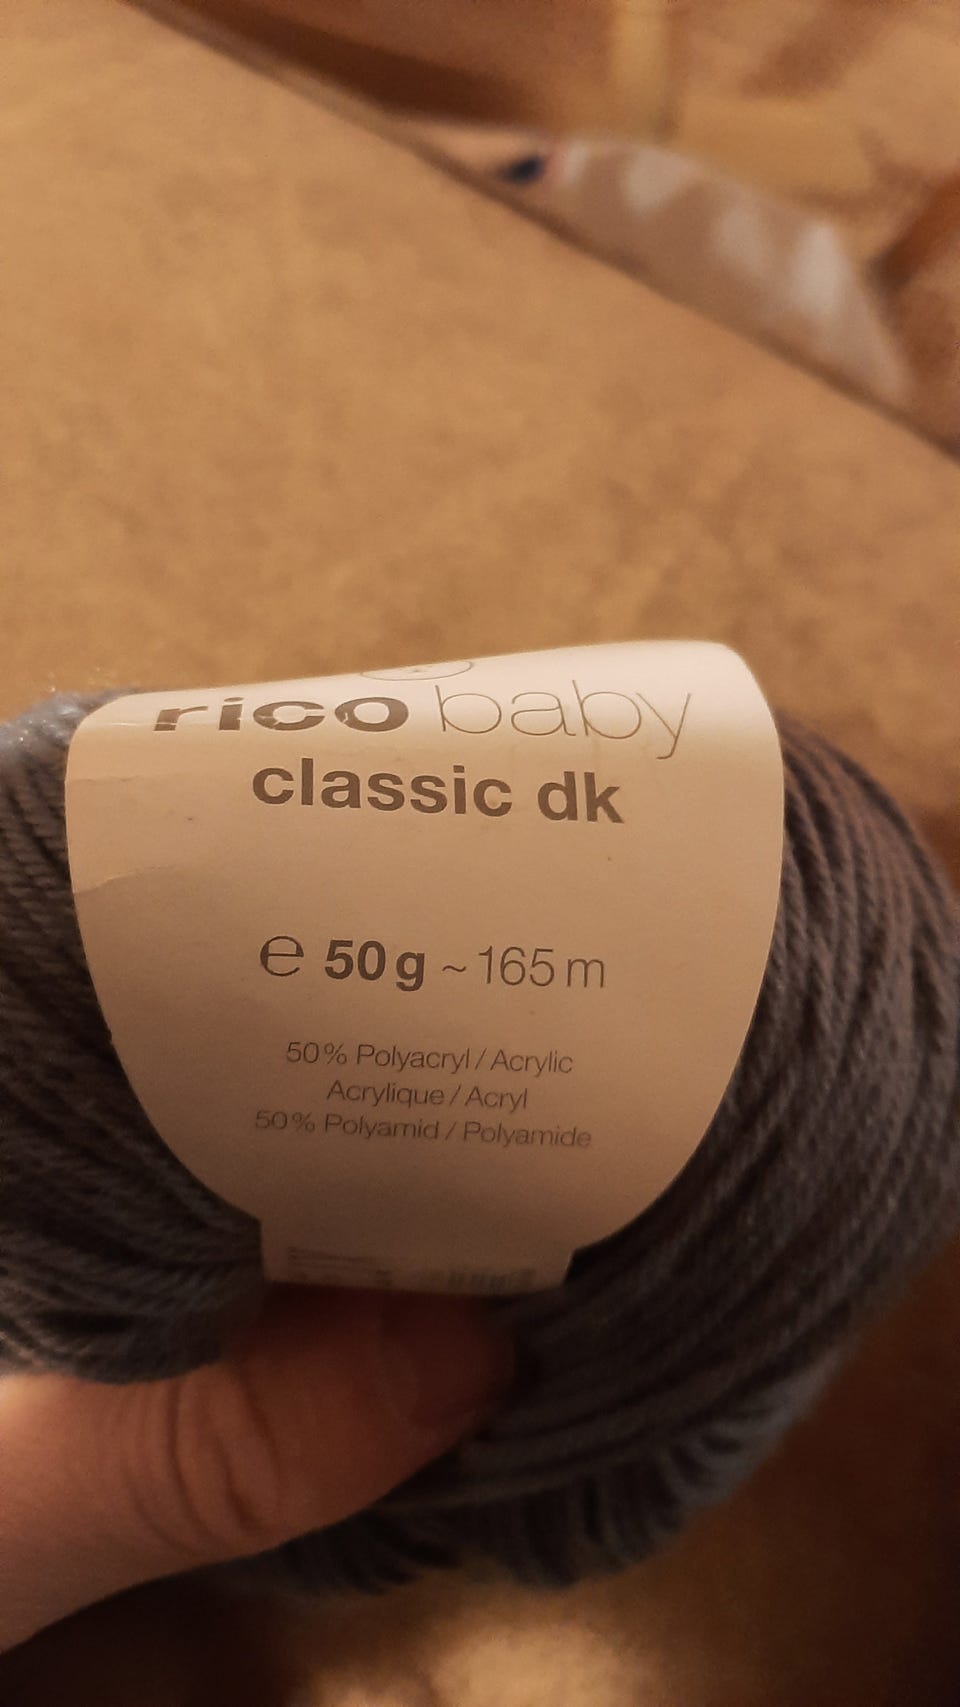 rico baby
classic dk
e 50 g ~ 165 m
50% Polyacryl / Acrylic
Acrylique / Acryl
50% Polyamid / Polyamide